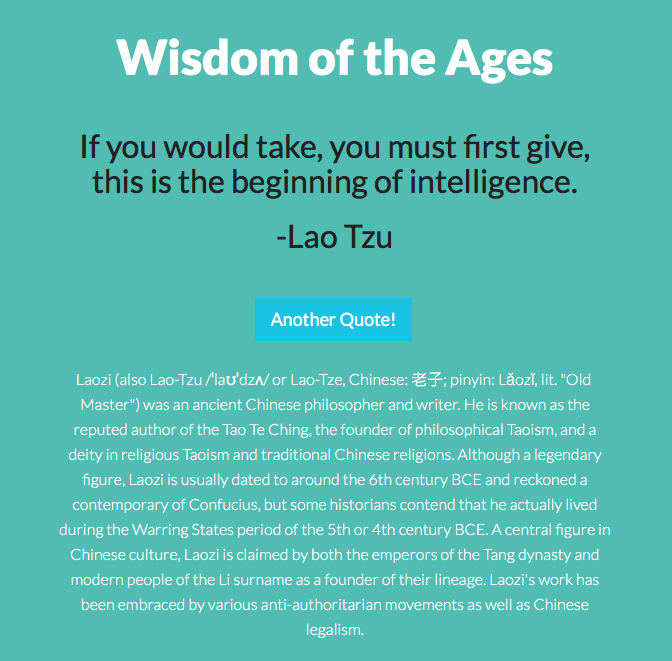 Wisdom of the Ages
If you would take, you must first give,
this is the beginning of intelligence.
-Lao Tzu
Another Quote!
Laozi (also Lao-Tzu /ˈlaʊˈdzʌ/ or Lao-Tze, Chinese: 老子; pinyin: Lǎozǐ, lit. "Old
Master") was an ancient Chinese philosopher and writer. He is known as the
reputed author of the Tao Te Ching, the founder of philosophical Taoism, and a
deity in religious Taoism and traditional Chinese religions. Although a legendary
figure, Laozi is usually dated to around the 6th century BCE and reckoned a
contemporary of Confucius, but some historians contend that he actually lived
during the Warring States period of the 5th or 4th century BCE. A central figure in
Chinese culture, Laozi is claimed by both the emperors of the Tang dynasty and
modern people of the Li surname as a founder of their lineage. Laozi's work has
been embraced by various anti-authoritarian movements as well as Chinese
legalism.